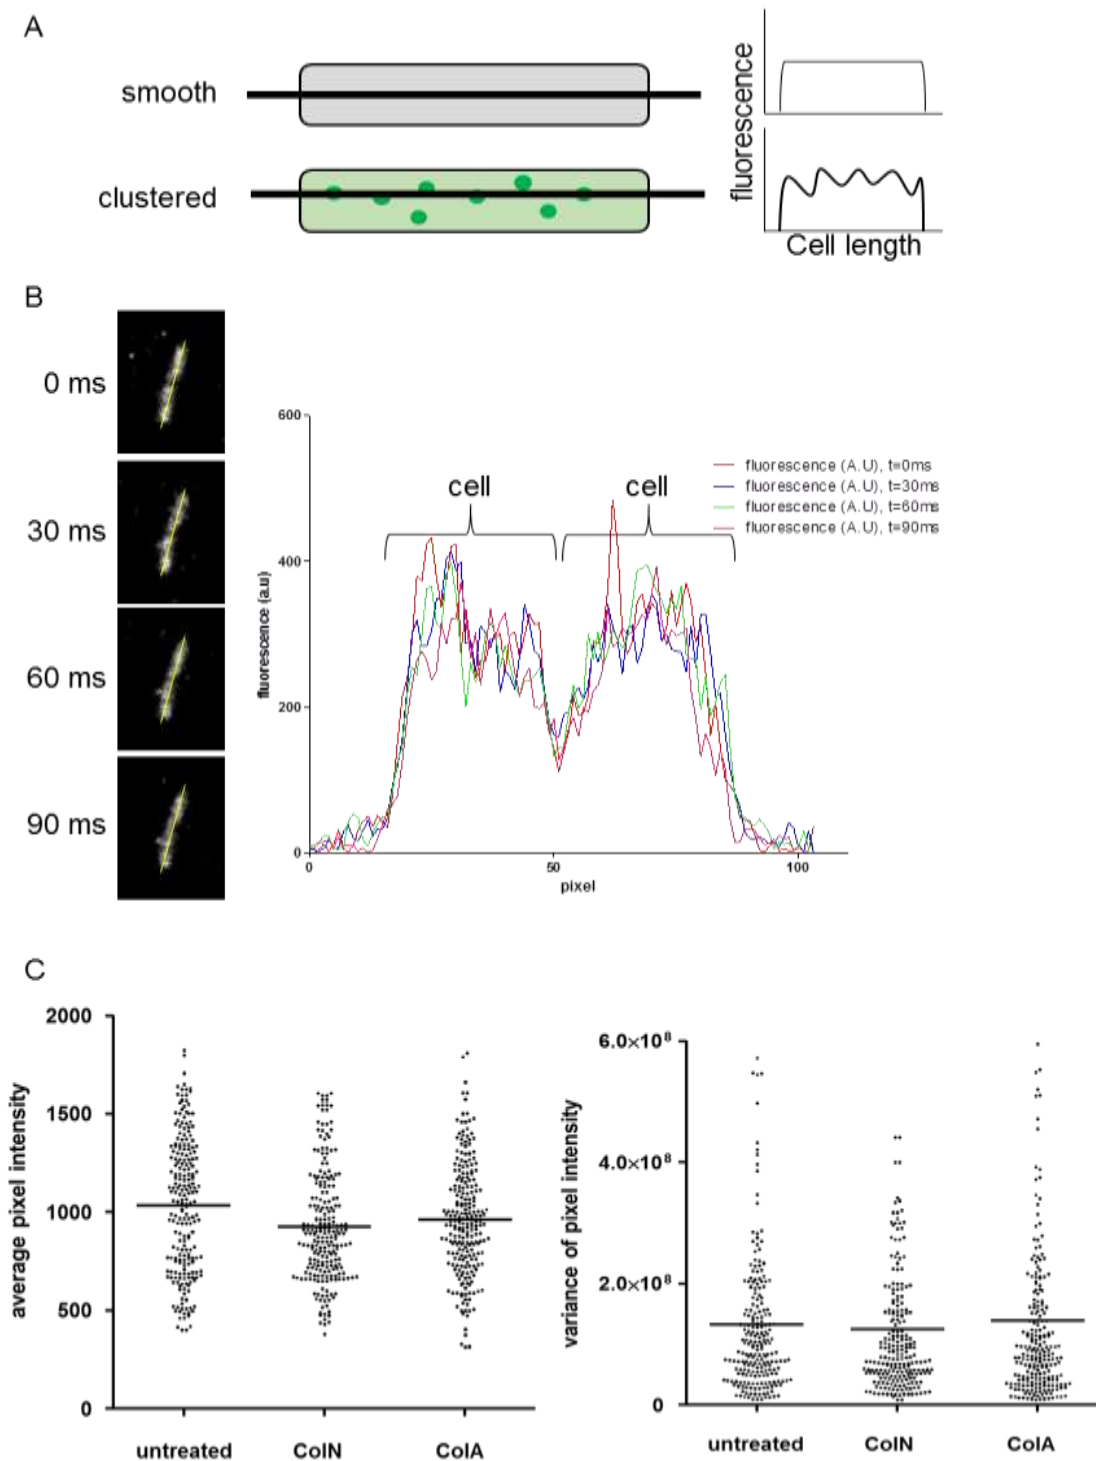 A
smooth
clustered
fluorescence
Cell length
B
0 ms
30 ms
60 ms
90 ms
600
400
200
0
fluorescence (a.u)
0
50
100
pixel
cell
cell
fluorescence (A.U), t=0ms
fluorescence (A.U), t=30ms
fluorescence (A.U), t=60ms
fluorescence (A.U), t=90ms
C
2000
1500
1000
500
0
average pixel intensity
untreated
ColN
ColA
6.0×10⁸
4.0×10⁸
2.0×10⁸
0
variance of pixel intensity
untreated
ColN
ColA